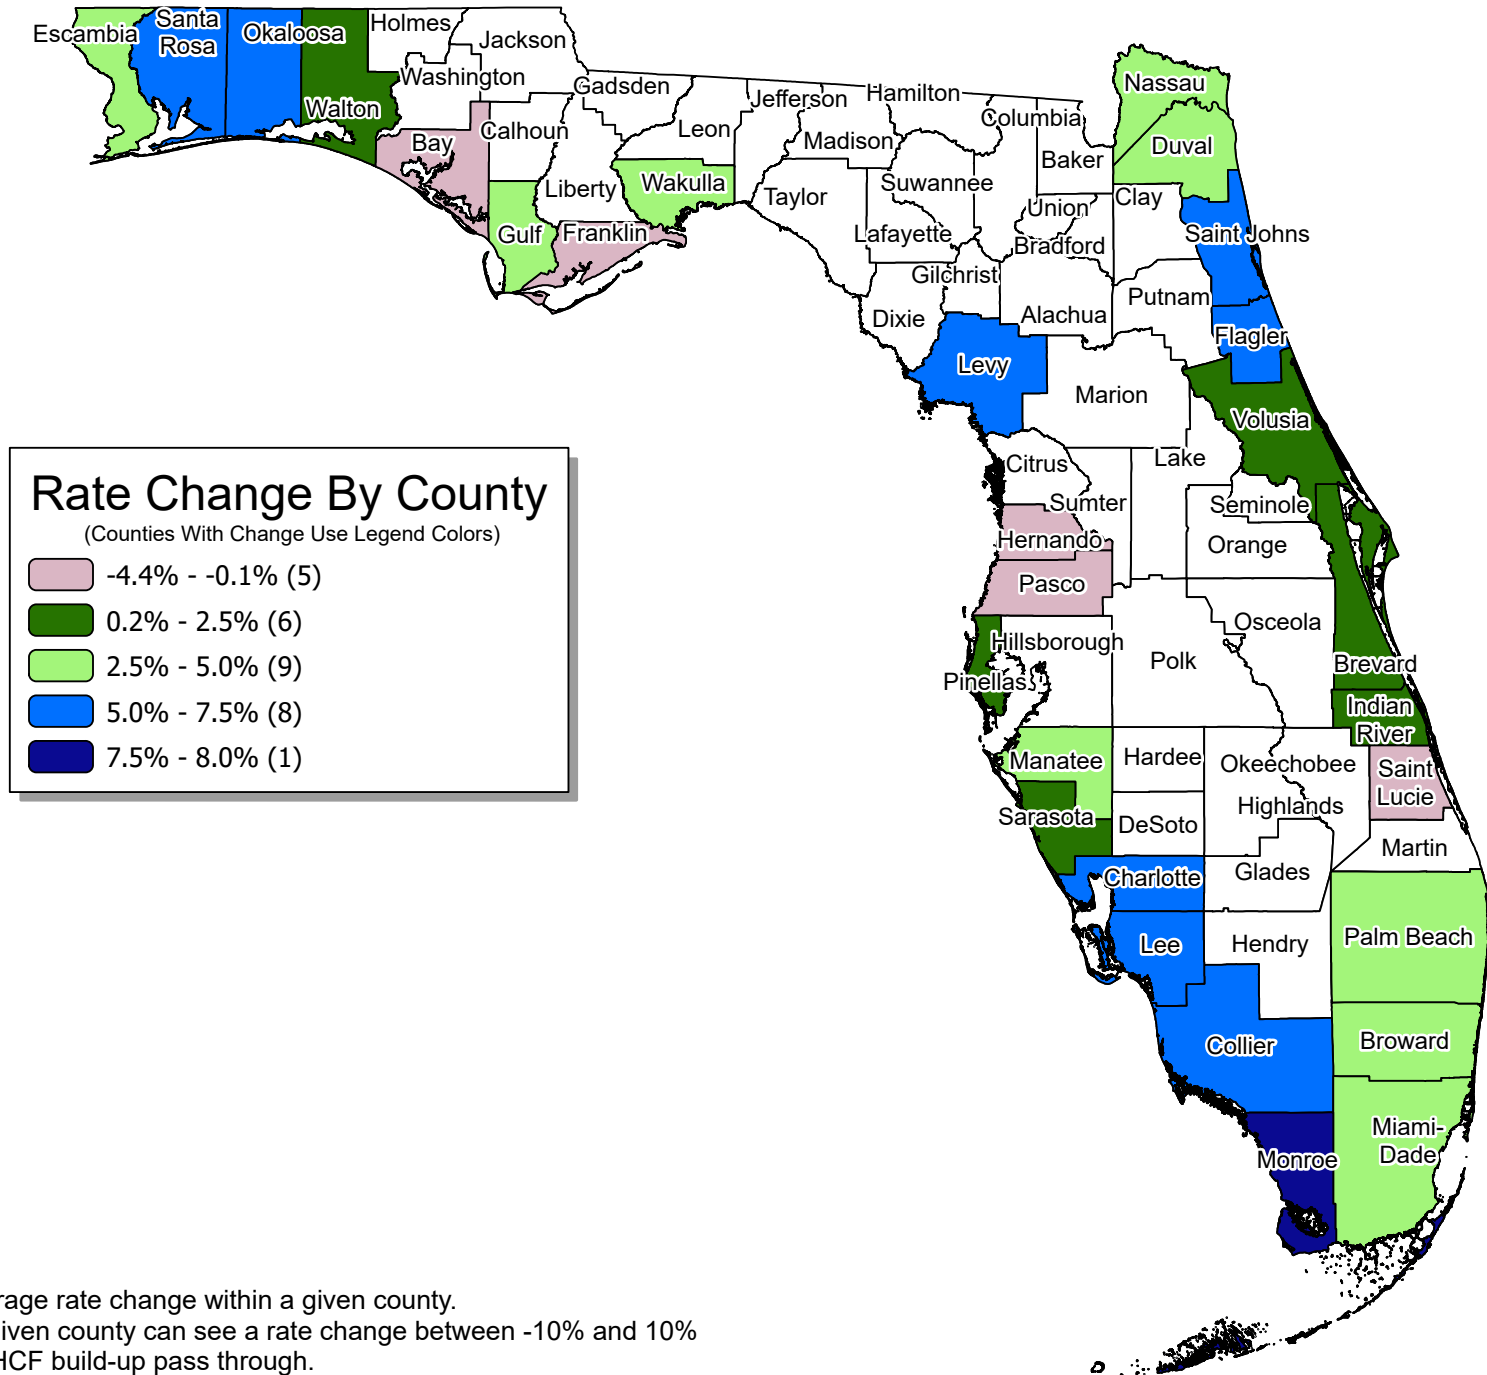 Escambia
Santa
Rosa
Okaloosa
Walton
Holmes
Jackson
Washington
Bay
Calhoun
Gadsden
Leon
Liberty
Gulf
Franklin
Wakulla
Jefferson
Madison
Hamilton
Taylor
Suwannee
Lafayette
Columbia
Baker
Nassau
Duval
Union
Bradford
Clay
Saint Johns
Gilchrist
Dixie
Alachua
Putnam
Flagler
Levy
Marion
Volusia
Citrus
Lake
Sumter
Seminole
Hernando
Orange
Pasco
Osceola
Hillsborough
Polk
Pinellas
Brevard
Indian
River
Manatee
Hardee
Okeechobee
Saint
Lucie
Highlands
Sarasota
DeSoto
Martin
Charlotte
Glades
Lee
Hendry
Palm Beach
Collier
Broward
Miami-
Dade
Monroe
Rate Change By County
(Counties With Change Use Legend Colors)
-4.4% - -0.1% (5)
0.2% - 2.5% (6)
2.5% - 5.0% (9)
5.0% - 7.5% (8)
7.5% - 8.0% (1)
rage rate change within a given county.
iven county can see a rate change between -10% and 10%
HCF build-up pass through.